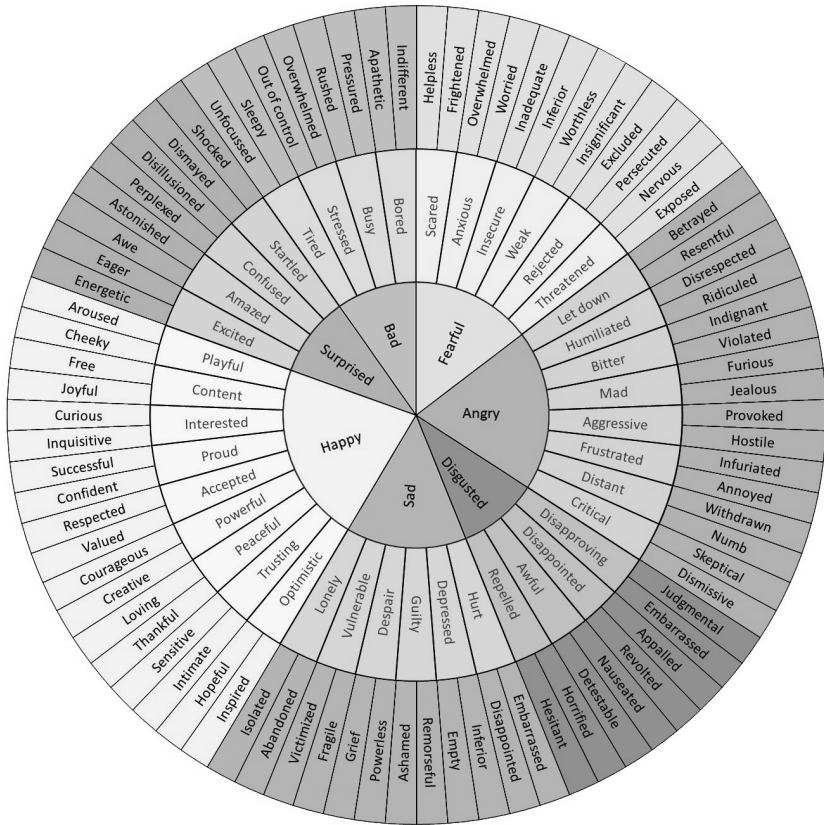 Fearful
Angry
Disgusted
Sad
Happy
Surprised
Bad
Scared
Anxious
Insecure
Weak
Rejected
Threatened
Let down
Humiliated
Bitter
Mad
Aggressive
Frustrated
Distant
Critical
Disapproving
Disappointed
Awful
Repelled
Hurt
Depressed
Guilty
Despair
Vulnerable
Lonely
Optimistic
Trusting
Peaceful
Powerful
Accepted
Proud
Interested
Content
Playful
Excited
Amazed
Confused
Startled
Tired
Stressed
Busy
Bored
Helpless
Frightened
Overwhelmed
Worried
Inadequate
Inferior
Worthless
Insignificant
Excluded
Persecuted
Nervous
Exposed
Betrayed
Resentful
Disrespected
Ridiculed
Indignant
Violated
Furious
Jealous
Provoked
Hostile
Infuriated
Annoyed
Withdrawn
Numb
Skeptical
Dismissive
Judgmental
Embarrassed
Appalled
Revolted
Nauseated
Detestable
Horrified
Hesitant
Embarrassed
Disappointed
Inferior
Empty
Remorseful
Ashamed
Powerless
Grief
Fragile
Victimized
Abandoned
Isolated
Inspired
Hopeful
Intimate
Sensitive
Thankful
Loving
Creative
Courageous
Valued
Respected
Confident
Successful
Inquisitive
Curious
Joyful
Free
Cheeky
Aroused
Energetic
Eager
Awe
Astonished
Perplexed
Disillusioned
Dismayed
Shocked
Unfocussed
Sleepy
Out of control
Overwhelmed
Rushed
Pressured
Apathetic
Indifferent